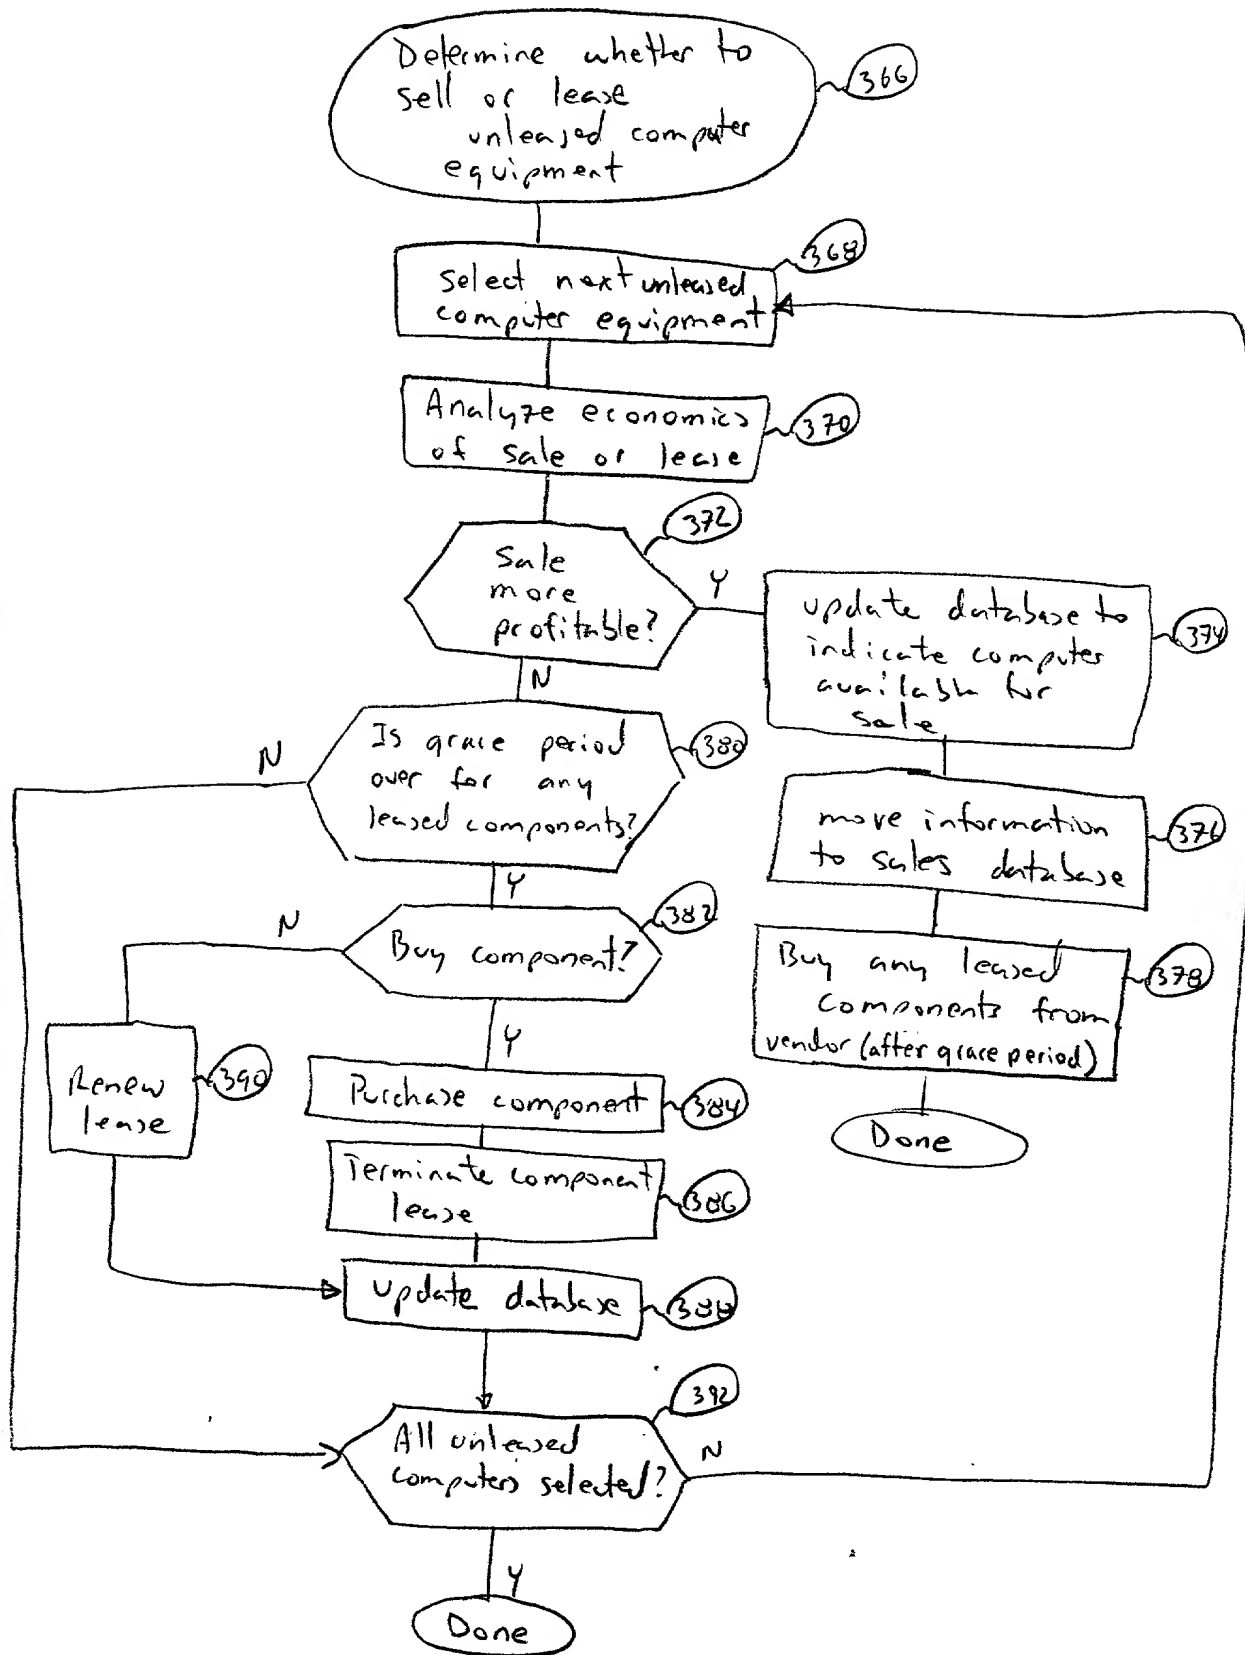 Determine whether to
sell or lease
unleased computer
equipment
366
368
Select next unleased
computer equipment
Analyze economics
of sale or lease
370
372
Sale
more
profitable?
Y
N
update database to
indicate computer
available for
sale
374
Is grace period
over for any
leased components?
380
N
Y
move information
to sales database
376
382
Buy component?
N
Y
Buy any leased
components from
vendor (after grace period)
378
Done
Renew
lease
390
Purchase component
384
Terminate component
lease
386
update database
388
392
All unleased
computers selected?
N
Y
Done